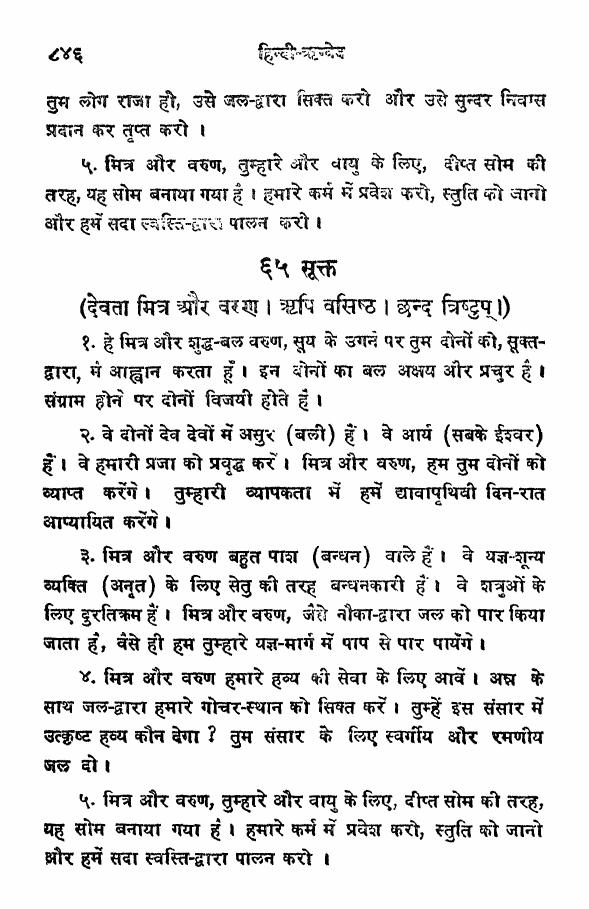 ८४६ हिन्दी-ऋग्वेद
तुम लोग राजा हो, उसे जल-द्वारा सिक्त करो और उसे सुन्दर निवास
प्रदान कर तृप्त करो ।
५. मित्र और वरुण, तुम्हारे और वायु के लिए, दीप्त सोम की
तरह, यह सोम बनाया गया है । हमारे कर्म में प्रवेश करो, स्तुति को जानो
और हमें सदा स्वस्ति-द्वारा पालन करो ।
६५ सूक्त
(देवता मित्र और वरुण । ऋषि वसिष्ठ । छन्द त्रिष्टुप् ।)
१. हे मित्र और शुद्ध-बल वरुण, सूय के उगने पर तुम दोनों को, सूक्त-
द्वारा, में आह्वान करता हूँ । इन दोनों का बल अक्षय और प्रचुर है ।
संग्राम होने पर दोनों विजयी होते हैं ।
२. वे दोनों देव देवों में असुर (बली) हैं । वे आर्य (सबके ईश्वर)
हैं । वे हमारी प्रजा को प्रवृद्ध करें । मित्र और वरुण, हम तुम दोनों को
व्याप्त करेंगे । तुम्हारी व्यापकता में हमें द्यावापृथिवी दिन-रात
आप्यायित करेंगे ।
३. मित्र और वरुण बहुत पाश (बन्धन) वाले हैं । वे यज्ञ-शून्य
व्यक्ति (अनृत) के लिए सेतु की तरह बन्धनकारी हैं । वे शत्रुओं के
लिए दुरतिक्रम हैं । मित्र और वरुण, जैसे नौका-द्वारा जल को पार किया
जाता है, वैसे ही हम तुम्हारे यज्ञ-मार्ग में पाप से पार पायेंगे ।
४. मित्र और वरुण हमारे हव्य की सेवा के लिए आवें । अन्न के
साथ जल-द्वारा हमारे गोचर-स्थान को सिक्त करें । तुम्हें इस संसार में
उत्कृष्ट हव्य कौन देगा ? तुम संसार के लिए स्वर्गीय और रमणीय
जल दो ।
५. मित्र और वरुण, तुम्हारे और वायु के लिए, दीप्त सोम की तरह,
यह सोम बनाया गया है । हमारे कर्म में प्रवेश करो, स्तुति को जानो
और हमें सदा स्वस्ति-द्वारा पालन करो ।